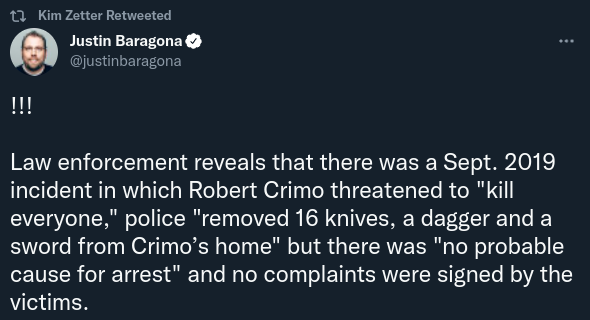 Kim Zetter Retweeted
Justin Baragona
@justinbaragona
!!!
Law enforcement reveals that there was a Sept. 2019
incident in which Robert Crimo threatened to "kill
everyone," police "removed 16 knives, a dagger and a
sword from Crimo’s home" but there was "no probable
cause for arrest" and no complaints were signed by the
victims.